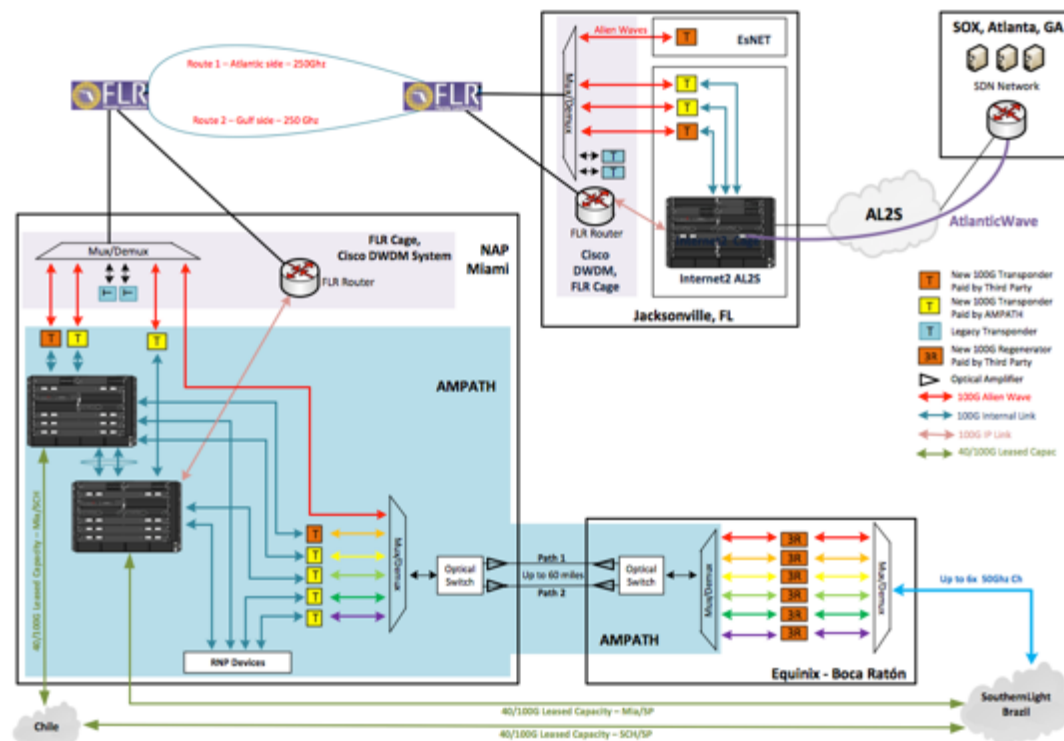 Route 1 – Atlantic side – 250Ghz
FLR
FLR
Route 2 – Gulf side – 250 Ghz
Alien Waves
T
EsNET
Mux/Demux
T
T
T
T
T
FLR Router
Cisco
DWDM,
FLR Cage
Internet2 AL2S
Jacksonville, FL
SOX, Atlanta, GA
SDN Network
AL2S
AtlanticWave
T
New 100G Transponder
Paid by Third Party
T
New 100G Transponder
Paid by AMPATH
T
Legacy Transponder
3R
New 100G Regenerator
Paid by Third Party
Optical Amplifier
100G Alien Wave
100G Internal Link
100G IP Link
40/100G Leased Capac
Mux/Demux
FLR Cage,
Cisco DWDM System
NAP
Miami
T
T
FLR Router
T
T
T
AMPATH
T
T
T
T
T
Mux/Demux
Optical
Switch
RNP Devices
Path 1
Up to 60 miles
Path 2
Optical
Switch
AMPATH
Mux/Demux
3R
3R
3R
3R
3R
3R
Mux/Demux
Equinix - Boca Ratón
Up to 6x 50Ghz Ch
40/100G Leased Capacity – Mia/SCH
40/100G Leased Capacity – Mia/SP
40/100G Leased Capacity – SCH/SP
Chile
SouthernLight
Brazil